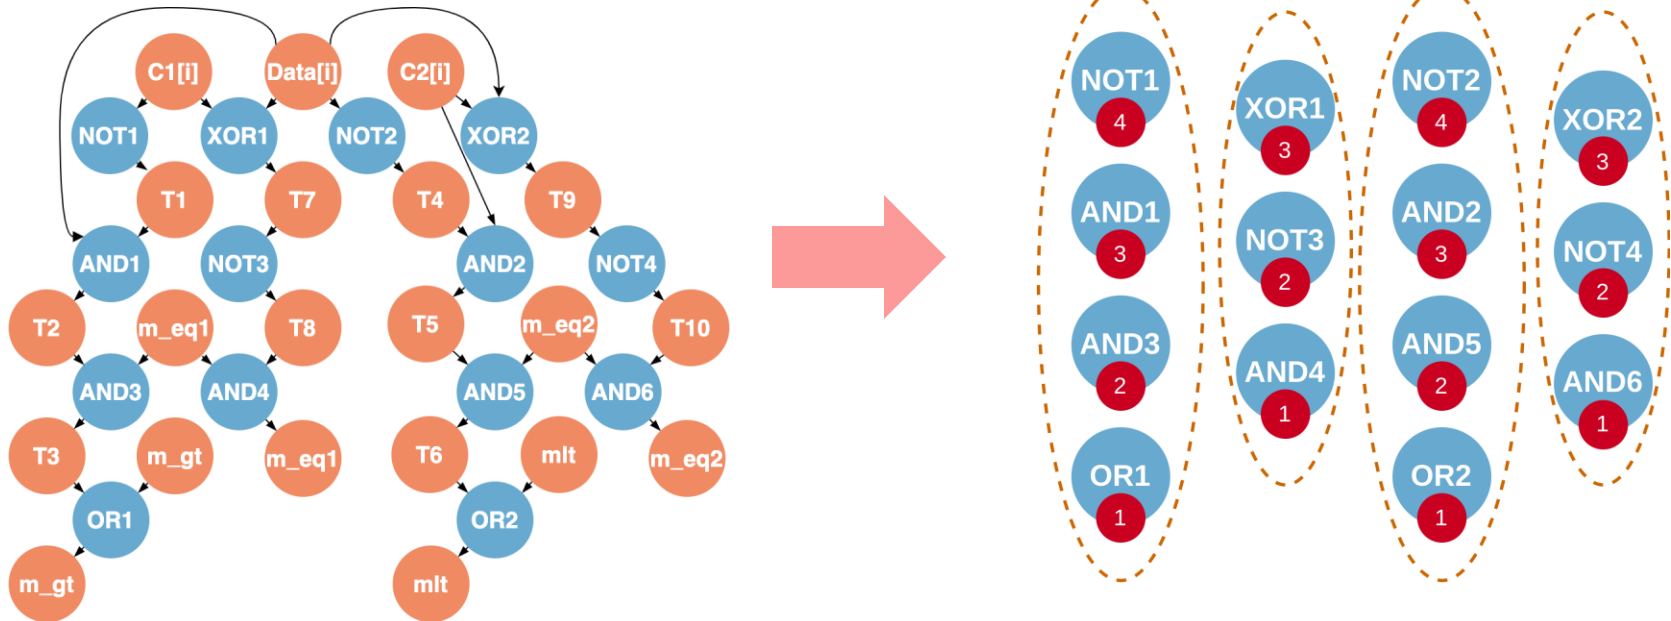 C1[i] Data[i] C2[i]
NOT1 XOR1 NOT2 XOR2
T1 T7 T4 T9
AND1 NOT3 AND2 NOT4
T2 m_eq1 T8 T5 m_eq2 T10
AND3 AND4 AND5 AND6
T3 m_gt m_eq1 T6 mlt m_eq2
OR1 OR2
m_gt mlt
NOT1
4
AND1
3
AND3
2
OR1
1
XOR1
3
NOT3
2
AND4
1
NOT2
4
AND2
3
AND5
2
OR2
1
XOR2
3
NOT4
2
AND6
1